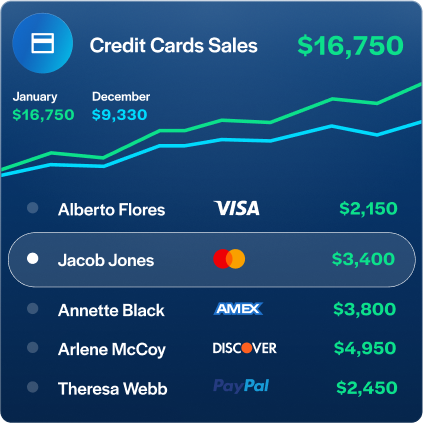 Credit Cards Sales $16,750
January December
$16,750 $9,330
Alberto Flores VISA $2,150
Jacob Jones $3,400
Annette Black AMEX $3,800
Arlene McCoy DISCOVER $4,950
Theresa Webb PayPal $2,450